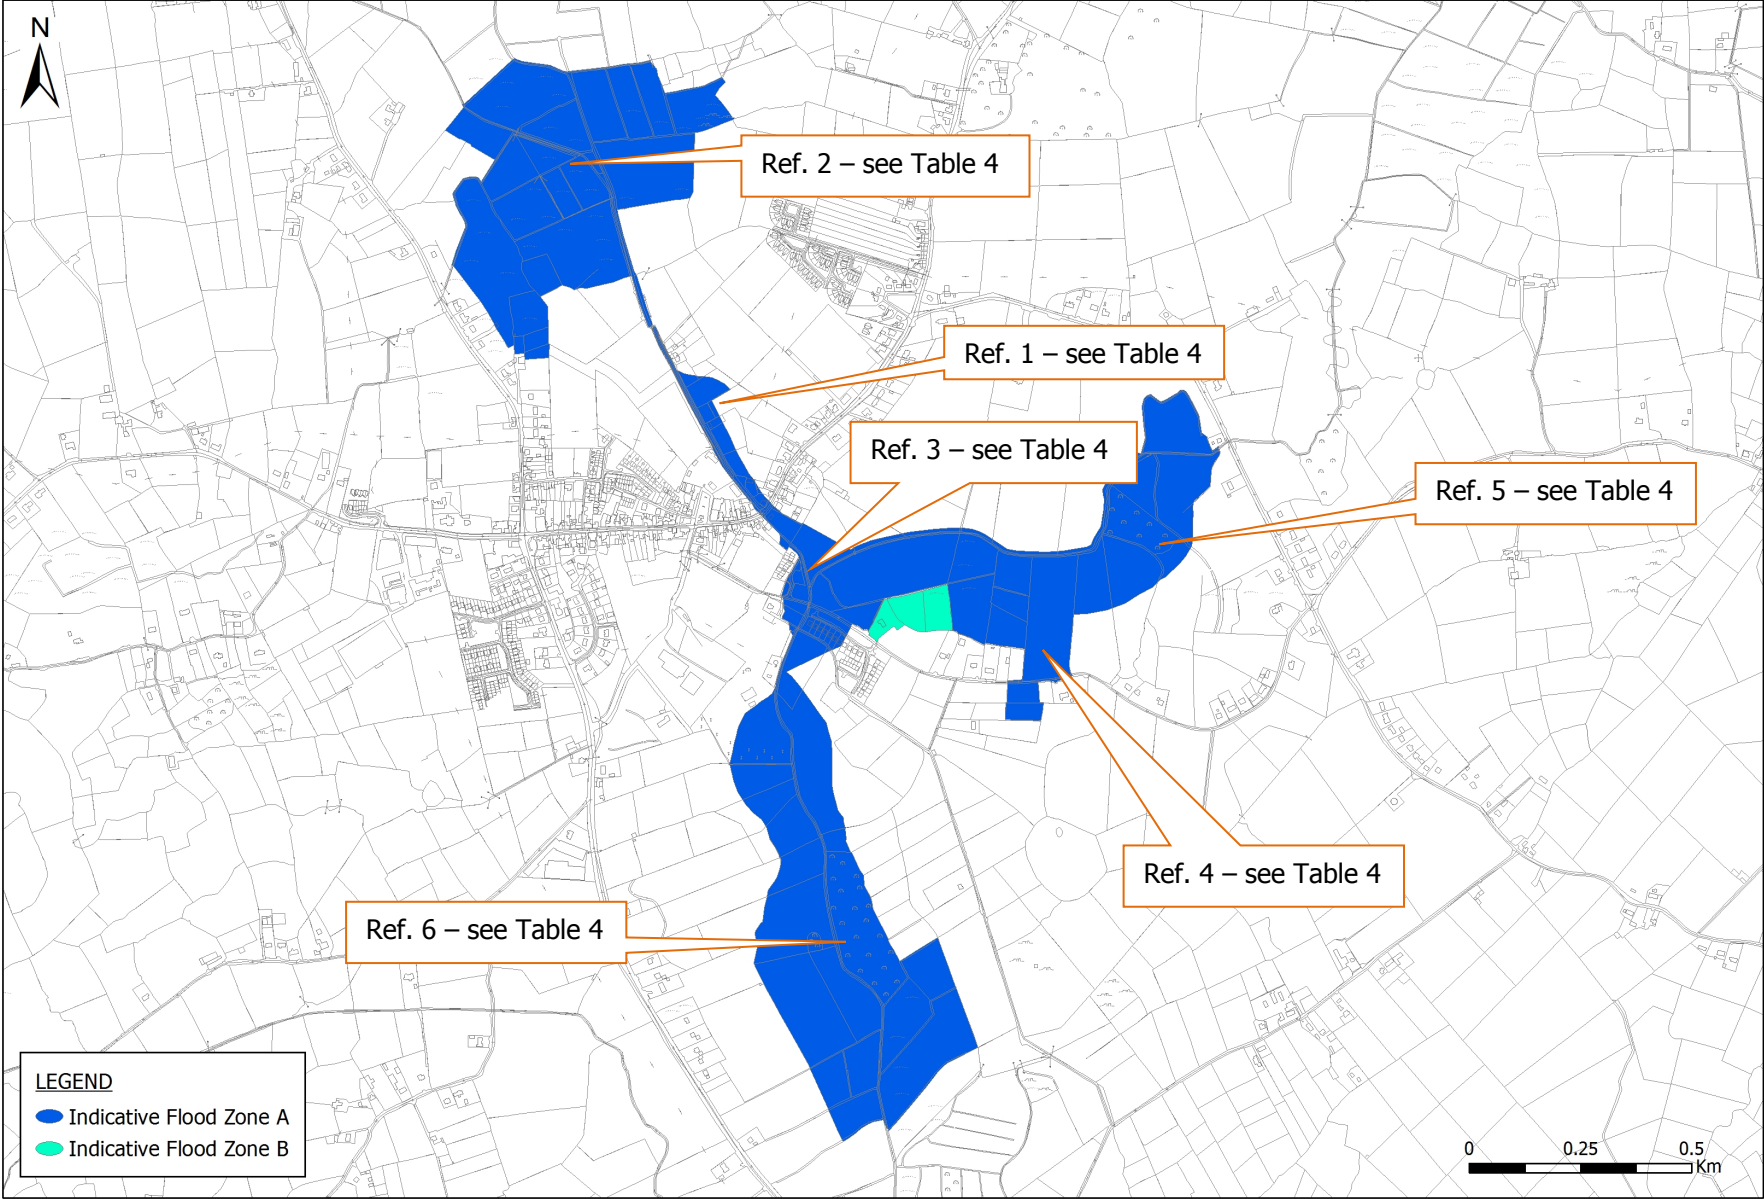 N
Ref. 2 – see Table 4
Ref. 1 – see Table 4
Ref. 3 – see Table 4
Ref. 5 – see Table 4
Ref. 4 – see Table 4
Ref. 6 – see Table 4
LEGEND
Indicative Flood Zone A
Indicative Flood Zone B
0 0.25 0.5
Km